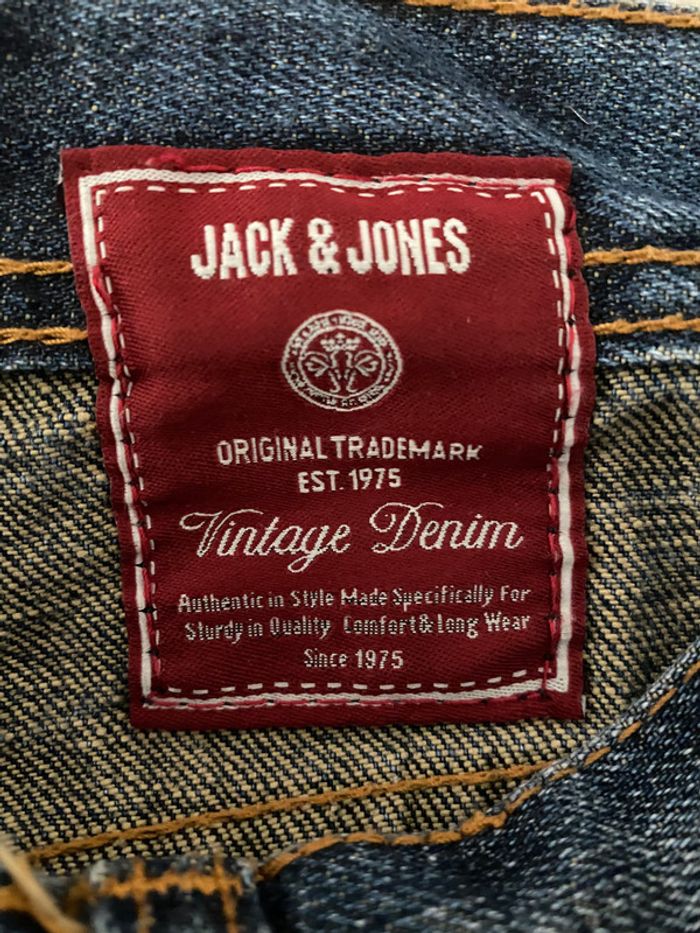 JACK & JONES
ORIGINAL TRADEMARK
EST. 1975
Vintage Denim
Authentic in Style Made Specifically For
Sturdy in Quality Comfort & Long Wear
Since 1975